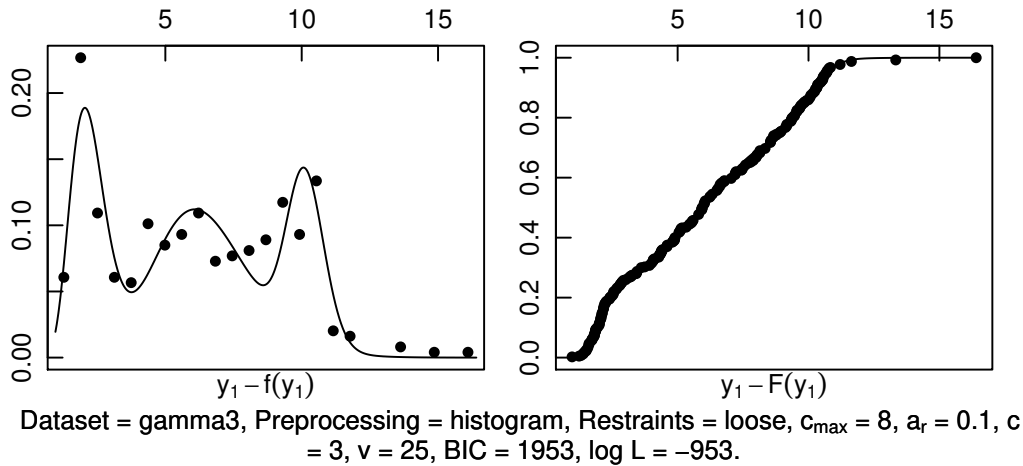 5 10 15
5 10 15
0.00 0.10 0.20
0.0 0.2 0.4 0.6 0.8 1.0
y₁ – f(y₁)
y₁ – F(y₁)
Dataset = gamma3, Preprocessing = histogram, Restraints = loose, cₘₐₓ = 8, aᵣ = 0.1, c
= 3, v = 25, BIC = 1953, log L = −953.